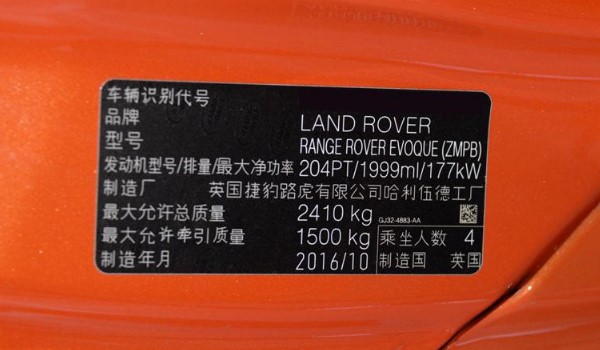 车辆识别代号
品牌 LAND ROVER
型号 RANGE ROVER EVOQUE (ZMPB)
发动机型号/排量/最大净功率 204PT/1999ml/177kW
制造厂 英国捷豹路虎有限公司哈利伍德工厂
最大允许总质量 2410 kg GJ32-4883-AA
最大允许牵引质量 1500 kg 乘坐人数 4
制造年月 2016/10 制造国 英国